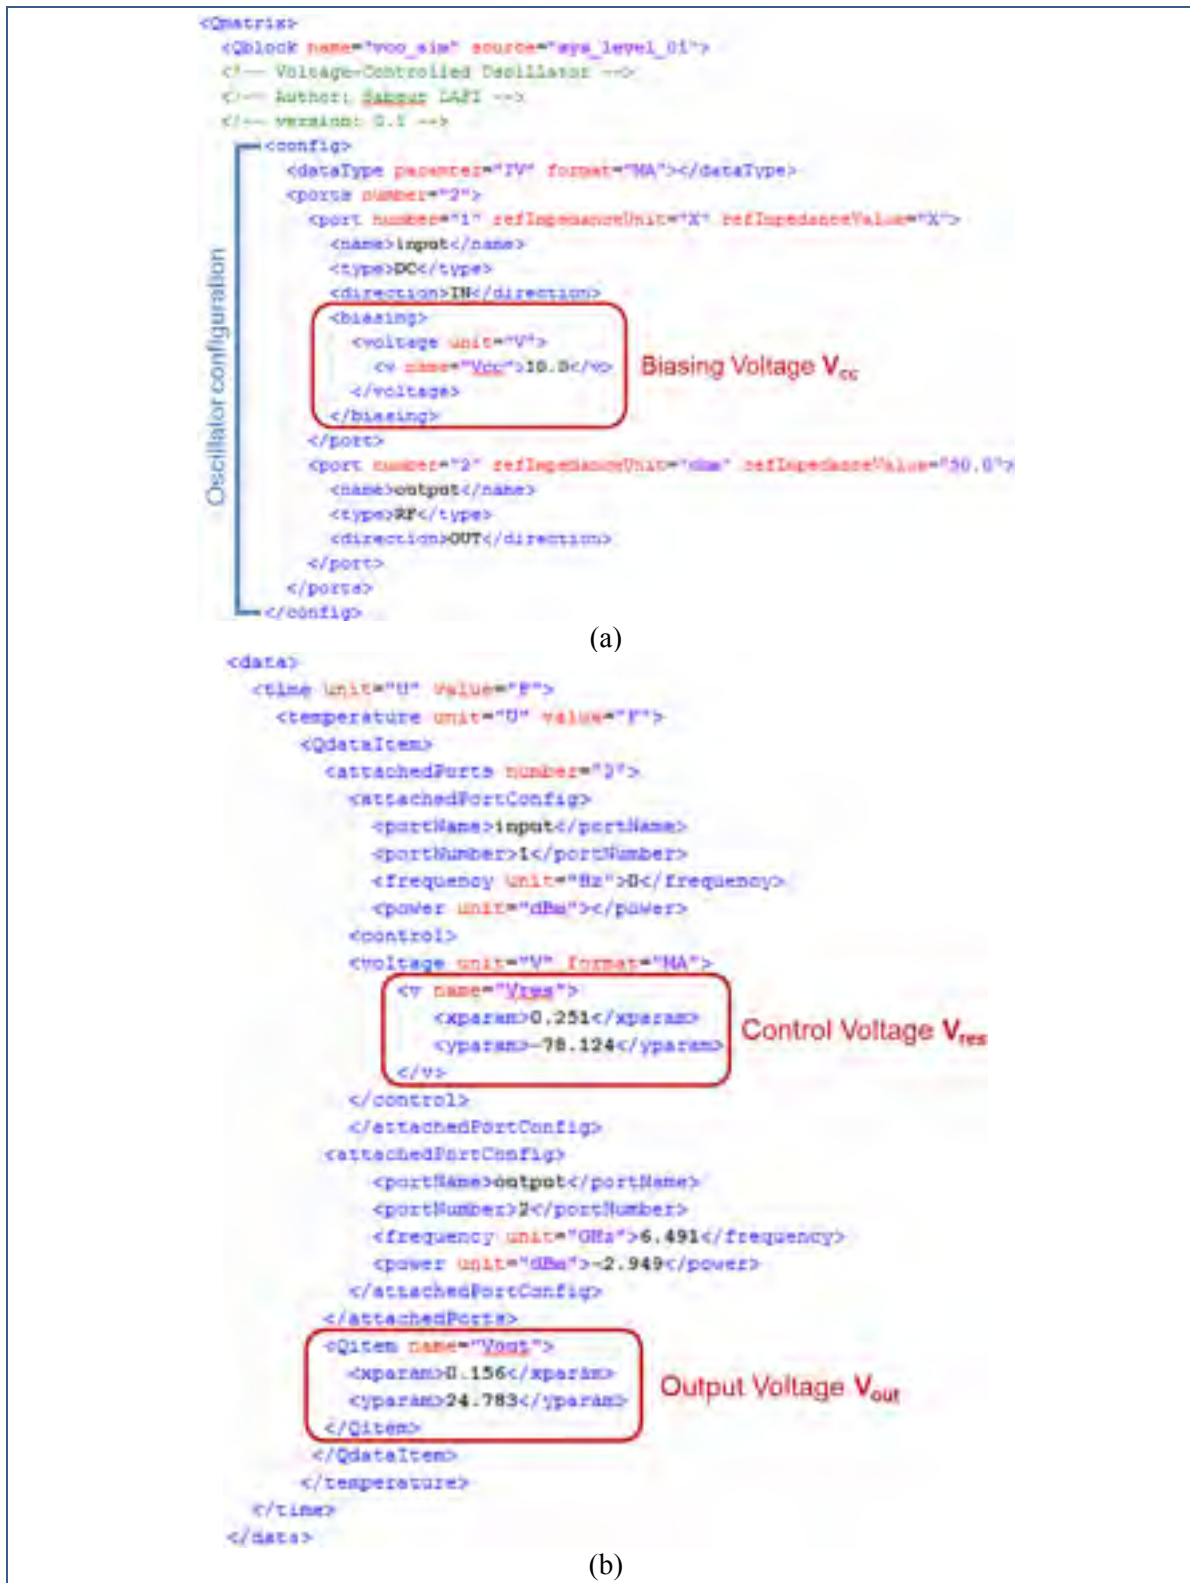 <Qmatrix>
<Qblock name="vco_sim" source="sys_level_01">
<!-- Voltage-Controlled Oscillator -->
<!-- Author: LAFI -->
<!-- version: 0.1 -->
<config>
<dataType parameter="IV" format="MA"></dataType>
<ports number="2">
<port number="1" refImpedanceUnit="X" refImpedanceValue="X">
<name>input</name>
<type>DC</type>
<direction>IN</direction>
<biasing>
<voltage unit="V">
<v name="Vcc">10.0</v>
</voltage>
</biasing>
Biasing Voltage Vcc
</port>
<port number="2" refImpedanceUnit="ohm" refImpedanceValue="50.0">
<name>output</name>
<type>RF</type>
<direction>OUT</direction>
</port>
</ports>
</config>
Oscillator configuration
(a)
<data>
<time unit="U" value="F">
<temperature unit="U" value="F">
<QdataItem>
<attachedPorts number="2">
<attachedPortConfig>
<portName>input</portName>
<portNumber>1</portNumber>
<frequency unit="Hz">0</frequency>
<power unit="dBm"></power>
<control>
<voltage unit="V" format="MA">
<v name="Vres">
<xparam>0.251</xparam>
<yparam>-78.124</yparam>
</v>
Control Voltage Vres
</control>
</attachedPortConfig>
<attachedPortConfig>
<portName>output</portName>
<portNumber>2</portNumber>
<frequency unit="GHz">6.491</frequency>
<power unit="dBm">-2.949</power>
</attachedPortConfig>
</attachedPorts>
<Qitem name="Vout">
<xparam>0.156</xparam>
<yparam>24.783</yparam>
</Qitem>
Output Voltage Vout
</QdataItem>
</temperature>
</time>
</data>
(b)